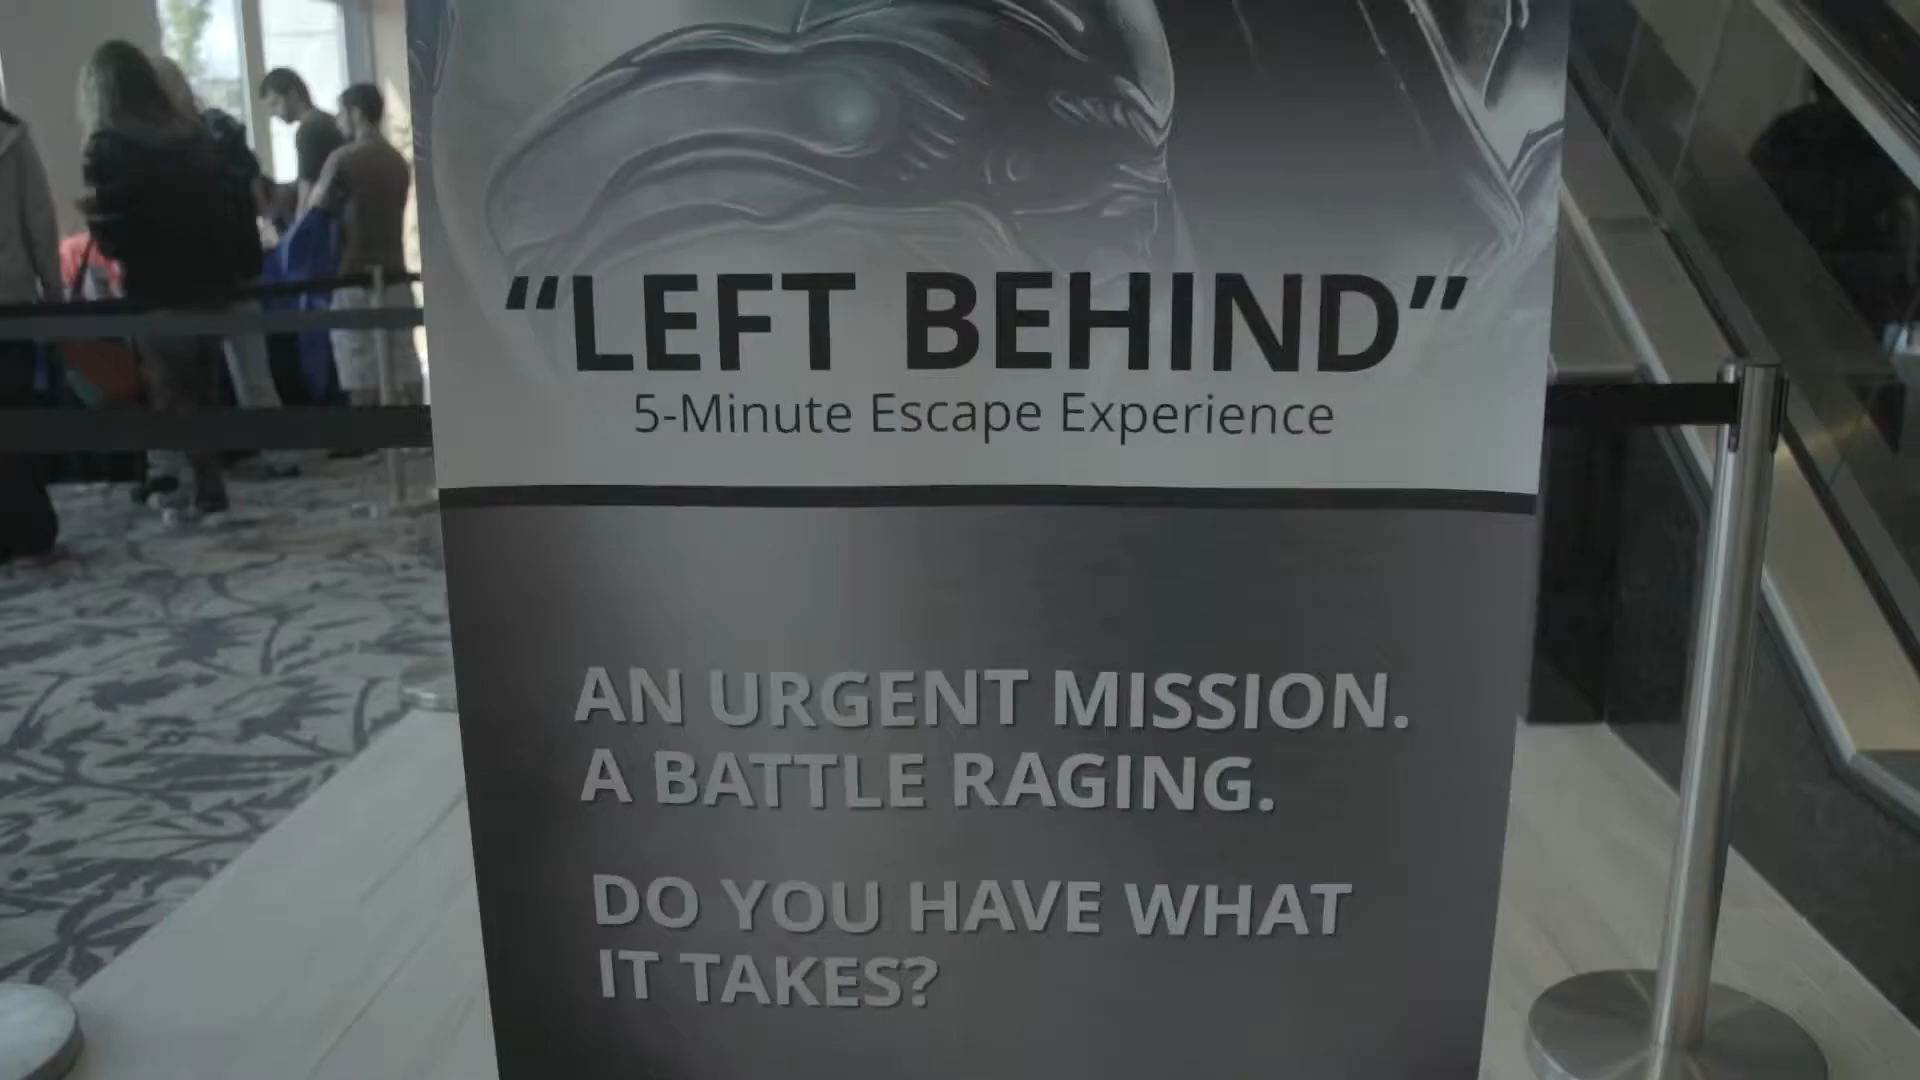 “LEFT BEHIND”
5-Minute Escape Experience
AN URGENT MISSION.
A BATTLE RAGING.
DO YOU HAVE WHAT
IT TAKES?